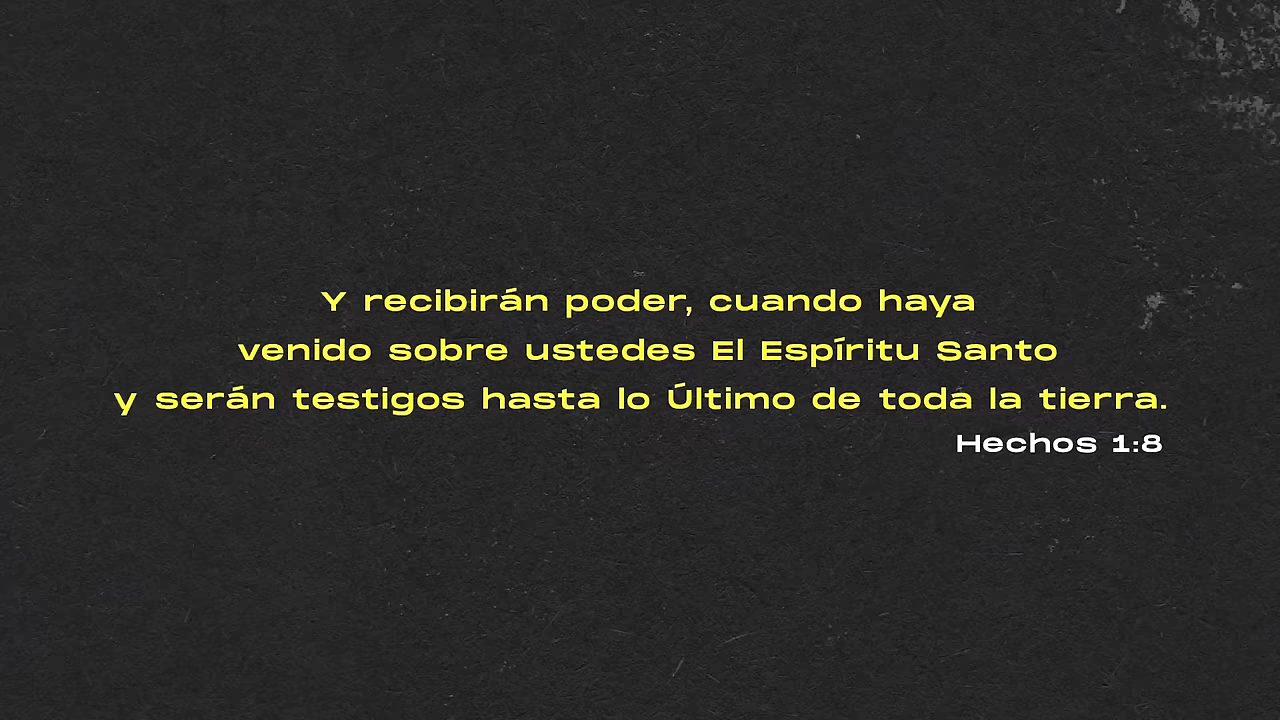 Y recibirán poder, cuando haya
venido sobre ustedes El Espíritu Santo
y serán testigos hasta lo Último de toda la tierra.
Hechos 1:8